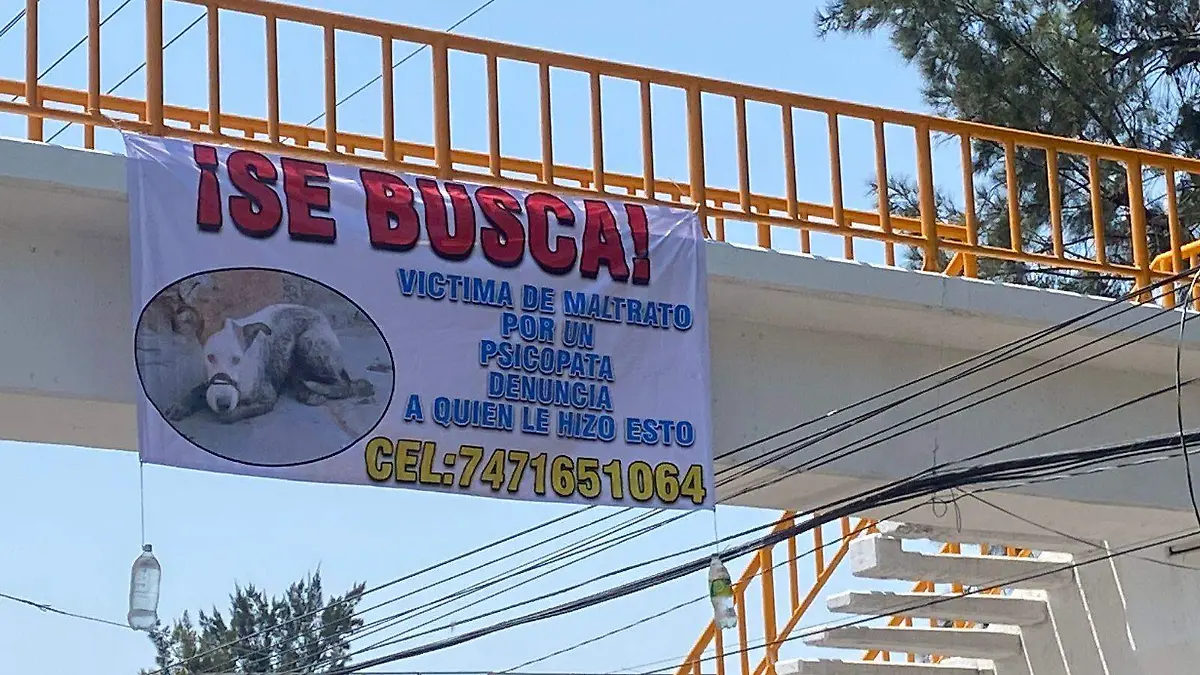 ¡SE BUSCA!
VICTIMA DE MALTRATO
POR UN
PSICOPATA
DENUNCIA
A QUIEN LE HIZO ESTO
CEL:7471651064